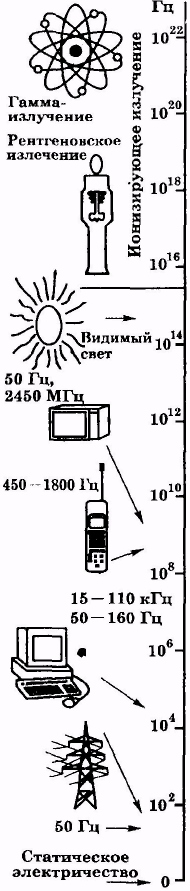 Гц
10²²
Гамма-
излучение
Ионизирующее излучение
10²⁰
Рентгеновское
излечение
10¹⁸
10¹⁶
Видимый
свет
10¹⁴
50 Гц,
2450 МГц
10¹²
450 – 1800 Гц
10¹⁰
10⁸
15 – 110 кГц
50 – 160 Гц
10⁶
10⁴
10²
50 Гц
Статическое
электричество
0